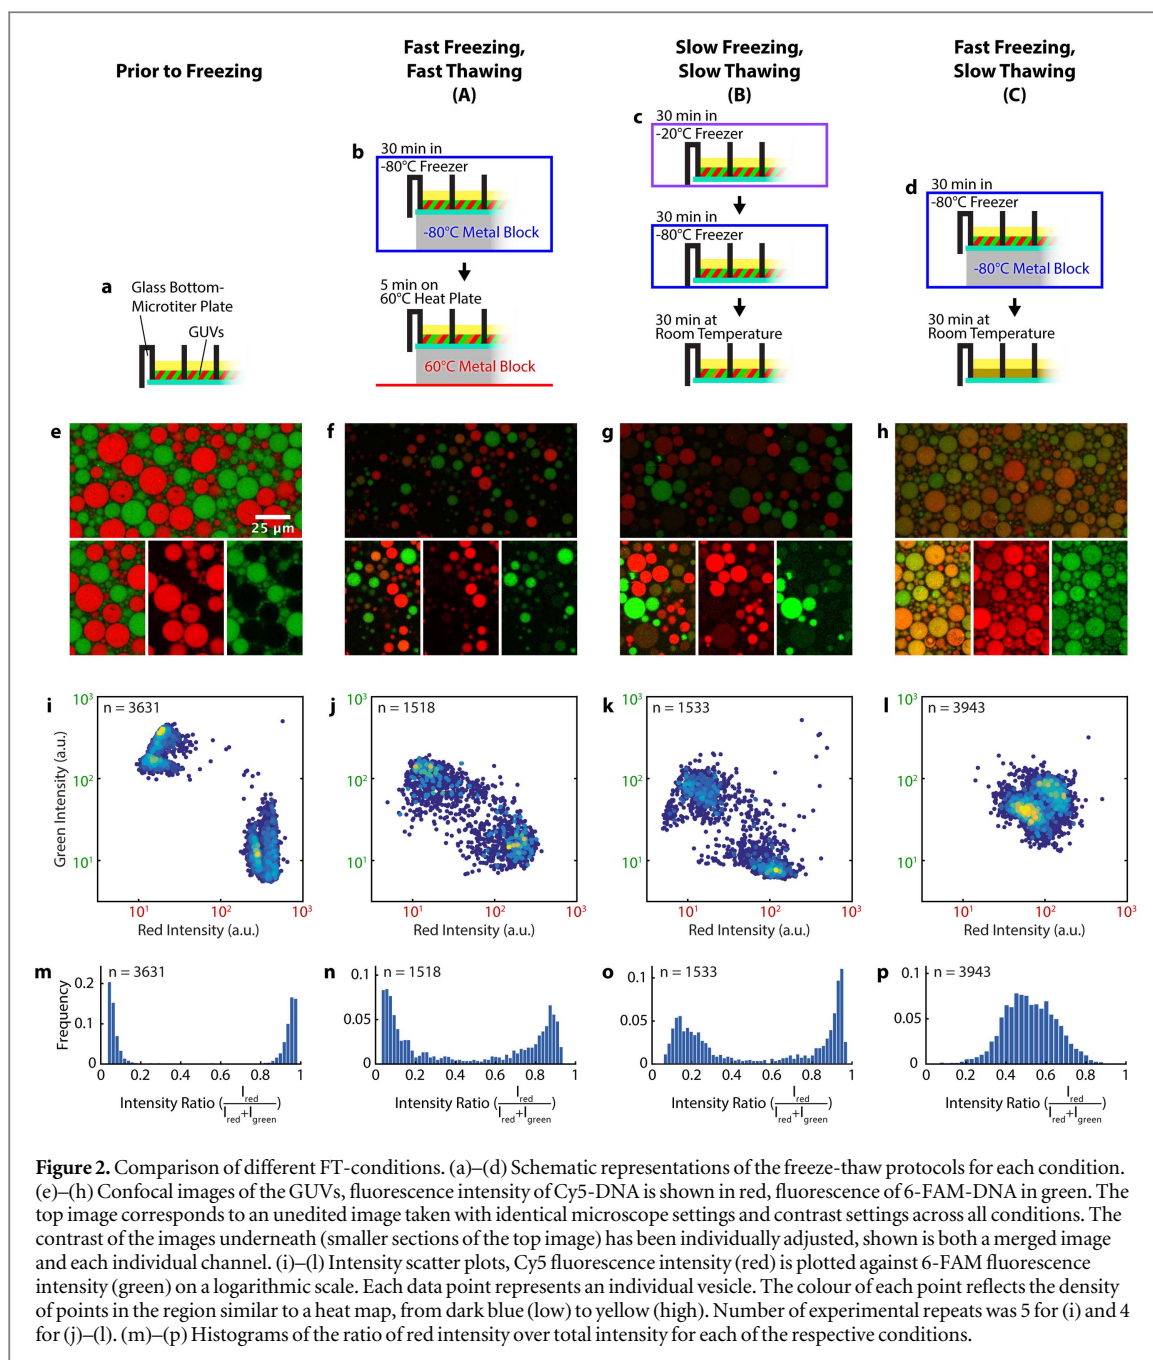 Prior to Freezing
Fast Freezing,
Fast Thawing
(A)
Slow Freezing,
Slow Thawing
(B)
Fast Freezing,
Slow Thawing
(C)
a
Glass Bottom-
Microtiter Plate
GUVs
b
30 min in
-80°C Freezer
-80°C Metal Block
5 min on
60°C Heat Plate
60°C Metal Block
c
30 min in
-20°C Freezer
30 min in
-80°C Freezer
30 min at
Room Temperature
d
30 min in
-80°C Freezer
-80°C Metal Block
30 min at
Room Temperature
e
25 µm
f
g
h
i
n = 3631
10³
10²
10¹
Green Intensity (a.u.)
10¹ 10² 10³
Red Intensity (a.u.)
j
n = 1518
10³
10²
10¹
10¹ 10² 10³
Red Intensity (a.u.)
k
n = 1533
10³
10²
10¹
10¹ 10² 10³
Red Intensity (a.u.)
l
n = 3943
10³
10²
10¹
10¹ 10² 10³
Red Intensity (a.u.)
m
n = 3631
0.2
0.1
0
Frequency
0 0.2 0.4 0.6 0.8 1
Intensity Ratio (I_red / I_red+I_green)
n
n = 1518
0.1
0.05
0
0 0.2 0.4 0.6 0.8 1
Intensity Ratio (I_red / I_red+I_green)
o
n = 1533
0.1
0.05
0
0 0.2 0.4 0.6 0.8 1
Intensity Ratio (I_red / I_red+I_green)
p
n = 3943
0.1
0.05
0
0 0.2 0.4 0.6 0.8 1
Intensity Ratio (I_red / I_red+I_green)
Figure 2. Comparison of different FT-conditions. (a)–(d) Schematic representations of the freeze-thaw protocols for each condition.
(e)–(h) Confocal images of the GUVs, fluorescence intensity of Cy5-DNA is shown in red, fluorescence of 6-FAM-DNA in green. The
top image corresponds to an unedited image taken with identical microscope settings and contrast settings across all conditions. The
contrast of the images underneath (smaller sections of the top image) has been individually adjusted, shown is both a merged image
and each individual channel. (i)–(l) Intensity scatter plots, Cy5 fluorescence intensity (red) is plotted against 6-FAM fluorescence
intensity (green) on a logarithmic scale. Each data point represents an individual vesicle. The colour of each point reflects the density
of points in the region similar to a heat map, from dark blue (low) to yellow (high). Number of experimental repeats was 5 for (i) and 4
for (j)–(l). (m)–(p) Histograms of the ratio of red intensity over total intensity for each of the respective conditions.